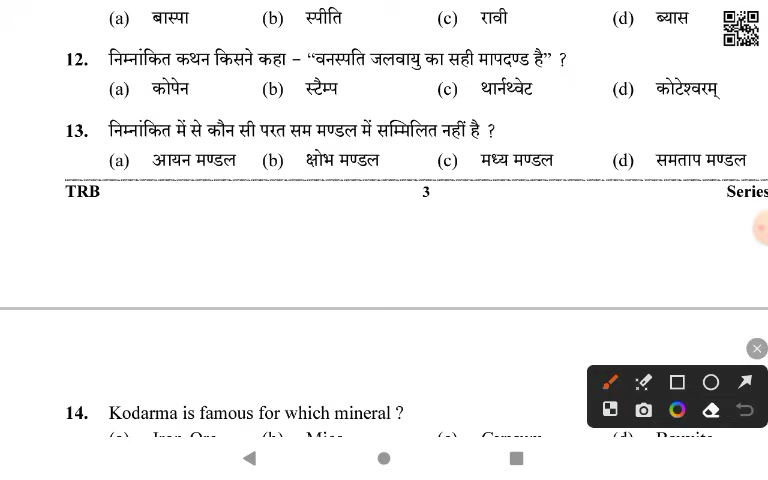 (a) बास्पा (b) स्पीति (c) रावी (d) ब्यास
12. निम्नांकित कथन किसने कहा – “वनस्पति जलवायु का सही मापदण्ड है” ?
(a) कोपेन (b) स्टैम्प (c) थार्नथ्वेट (d) कोटेश्वरम्
13. निम्नांकित में से कौन सी परत सम मण्डल में सम्मिलित नहीं है ?
(a) आयन मण्डल (b) क्षोभ मण्डल (c) मध्य मण्डल (d) समताप मण्डल
TRB 3 Series
14. Kodarma is famous for which mineral ?